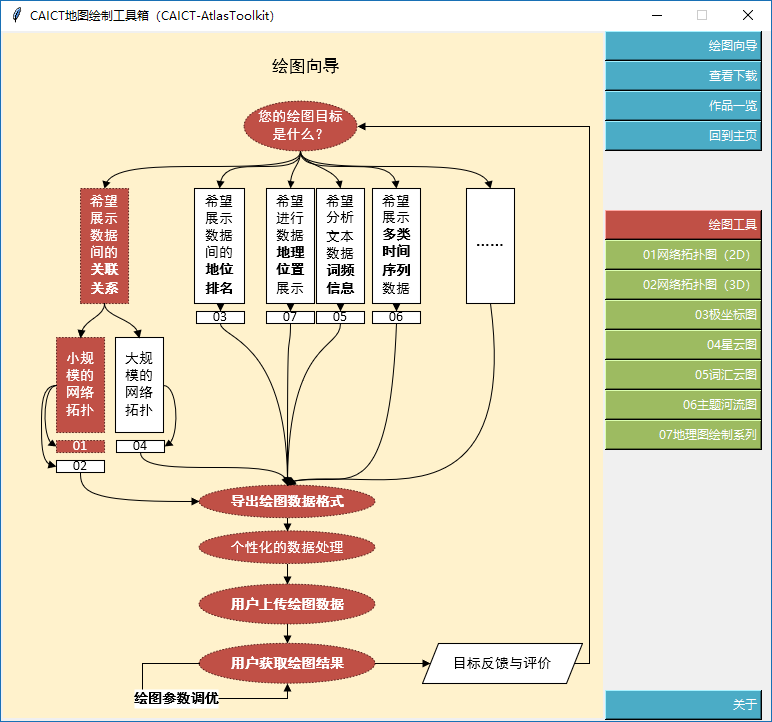 CAICT地图绘制工具箱（CAICT-AtlasToolkit）
绘图向导
您的绘图目标
是什么？
希望
展示
数据
间的
关联
关系
希望
展示
数据
间的
地位
排名
希望
进行
数据
地理
位置
展示
希望
分析
文本
数据
词频
信息
希望
展示
多类
时间
序列
数据
……
03
07
05
06
小规
模的
网络
拓扑
大规
模的
网络
拓扑
01
02
04
导出绘图数据格式
个性化的数据处理
用户上传绘图数据
用户获取绘图结果
目标反馈与评价
绘图参数调优
绘图向导
查看下载
作品一览
回到主页
绘图工具
01网络拓扑图（2D）
02网络拓扑图（3D）
03极坐标图
04星云图
05词汇云图
06主题河流图
07地理图绘制系列
关于